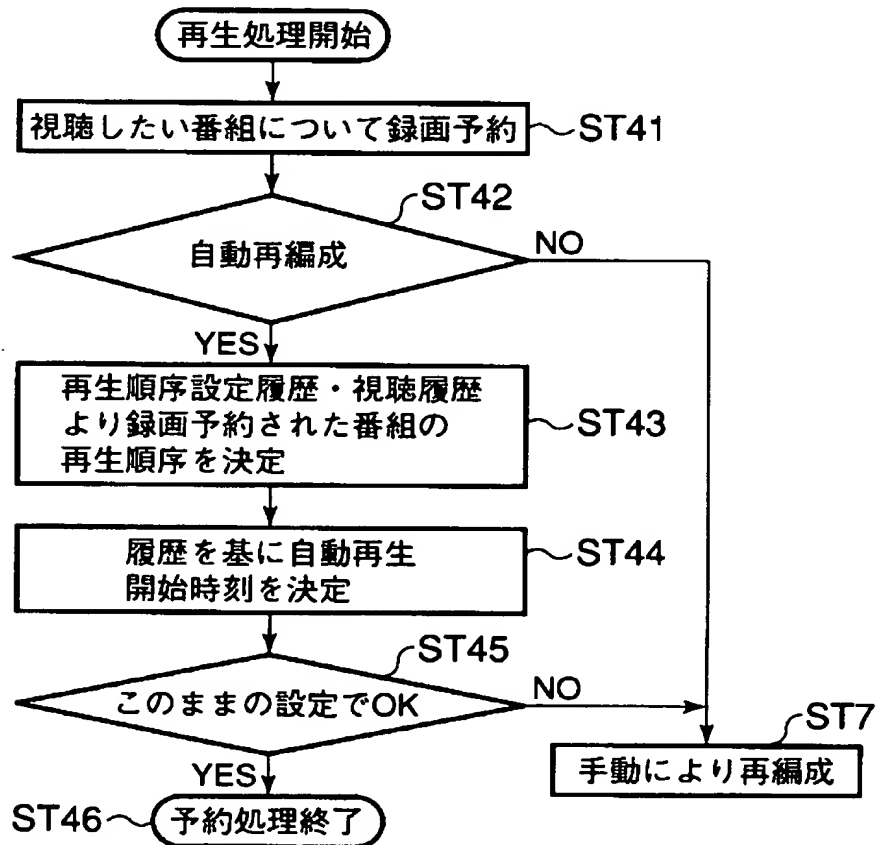 再生処理開始
視聴したい番組について録画予約
ST41
ST42
自動再編成
NO
YES
再生順序設定履歴・視聴履歴
より録画予約された番組の
再生順序を決定
ST43
履歴を基に自動再生
開始時刻を決定
ST44
ST45
このままの設定でOK
NO
YES
ST7
手動により再編成
ST46
予約処理終了